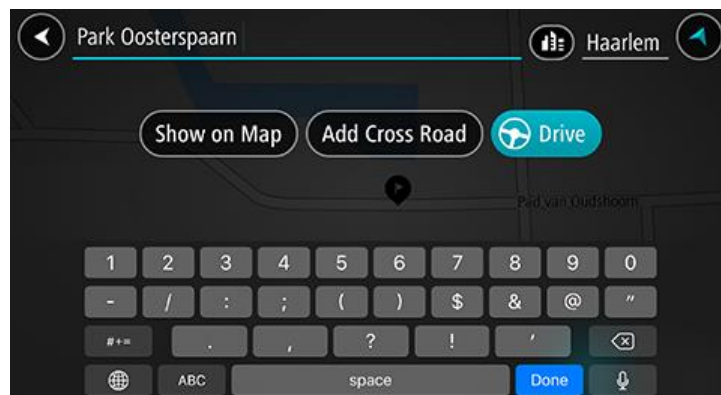 Park Oosterspaarn Haarlem
Show on Map Add Cross Road Drive
Pad van Oudshoorn
1 2 3 4 5 6 7 8 9 0
- / : ; ( ) $ & @ "
#+= . , ? ! '
ABC space Done